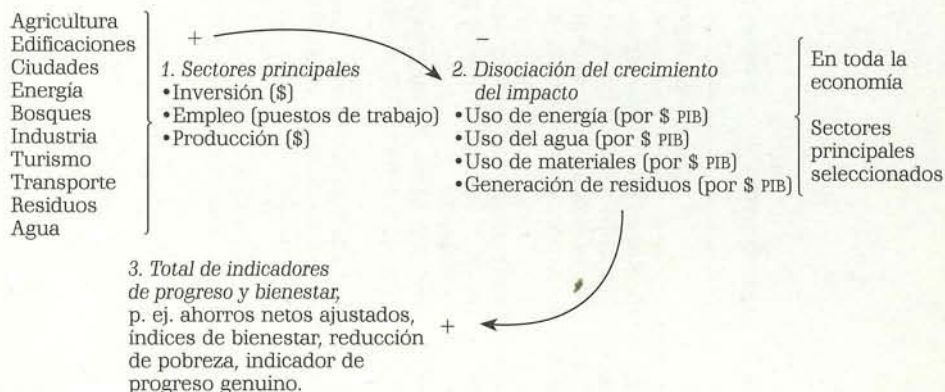 Agricultura
Edificaciones
Ciudades
Energía
Bosques
Industria
Turismo
Transporte
Residuos
Agua
+
1. Sectores principales
•Inversión ($)
•Empleo (puestos de trabajo)
•Producción ($)
–
2. Disociación del crecimiento
del impacto
•Uso de energía (por $ PIB)
•Uso del agua (por $ PIB)
•Uso de materiales (por $ PIB)
•Generación de residuos (por $ PIB)
En toda la
economía
Sectores
principales
seleccionados
3. Total de indicadores
de progreso y bienestar,
p. ej. ahorros netos ajustados,
índices de bienestar, reducción
de pobreza, indicador de
progreso genuino.
+